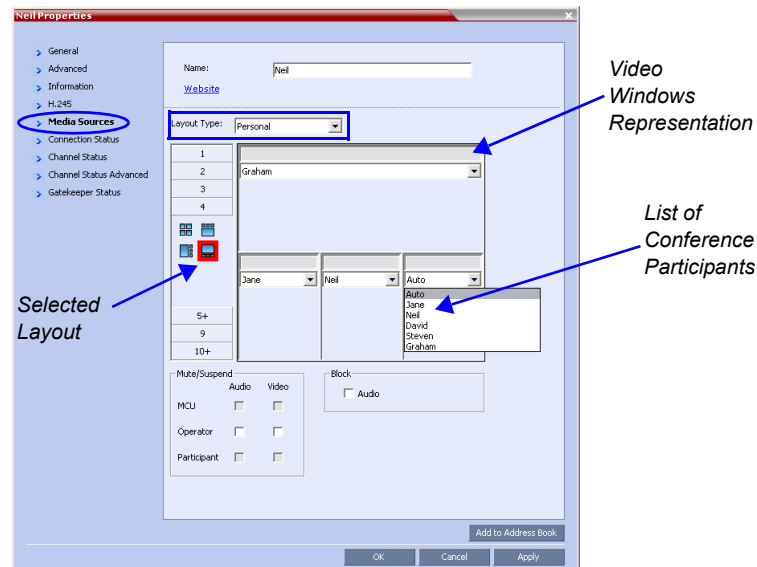 Neil Properties
General
Advanced
Information
H.245
Media Sources
Connection Status
Channel Status
Channel Status Advanced
Gatekeeper Status
Name: Neil
Website
Layout Type: Personal
1
2
3
4
5+
9
10+
Graham
Jane Neil Auto
Auto
Jane
Neil
David
Steven
Graham
Mute/Suspend
Audio Video
MCU
Operator
Participant
Block
Audio
Add to Address Book
OK Cancel Apply
Video
Windows
Representation
List of
Conference
Participants
Selected
Layout